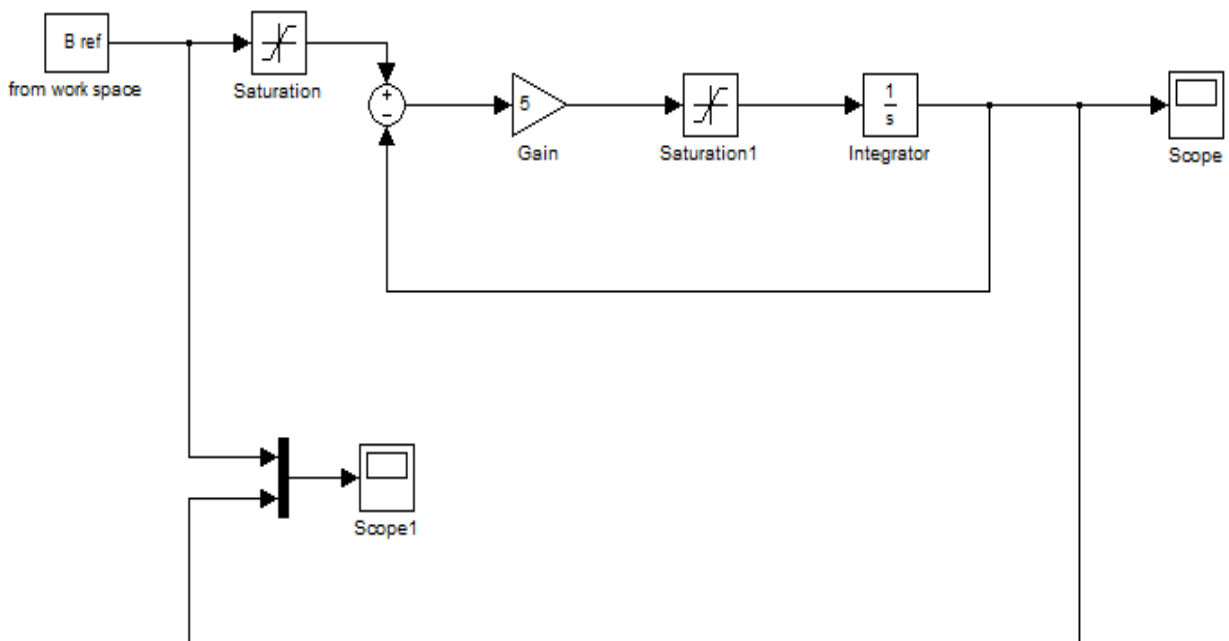 B ref
from work space
Saturation
+
−
5
Gain
Saturation1
1
s
Integrator
Scope
Scope1